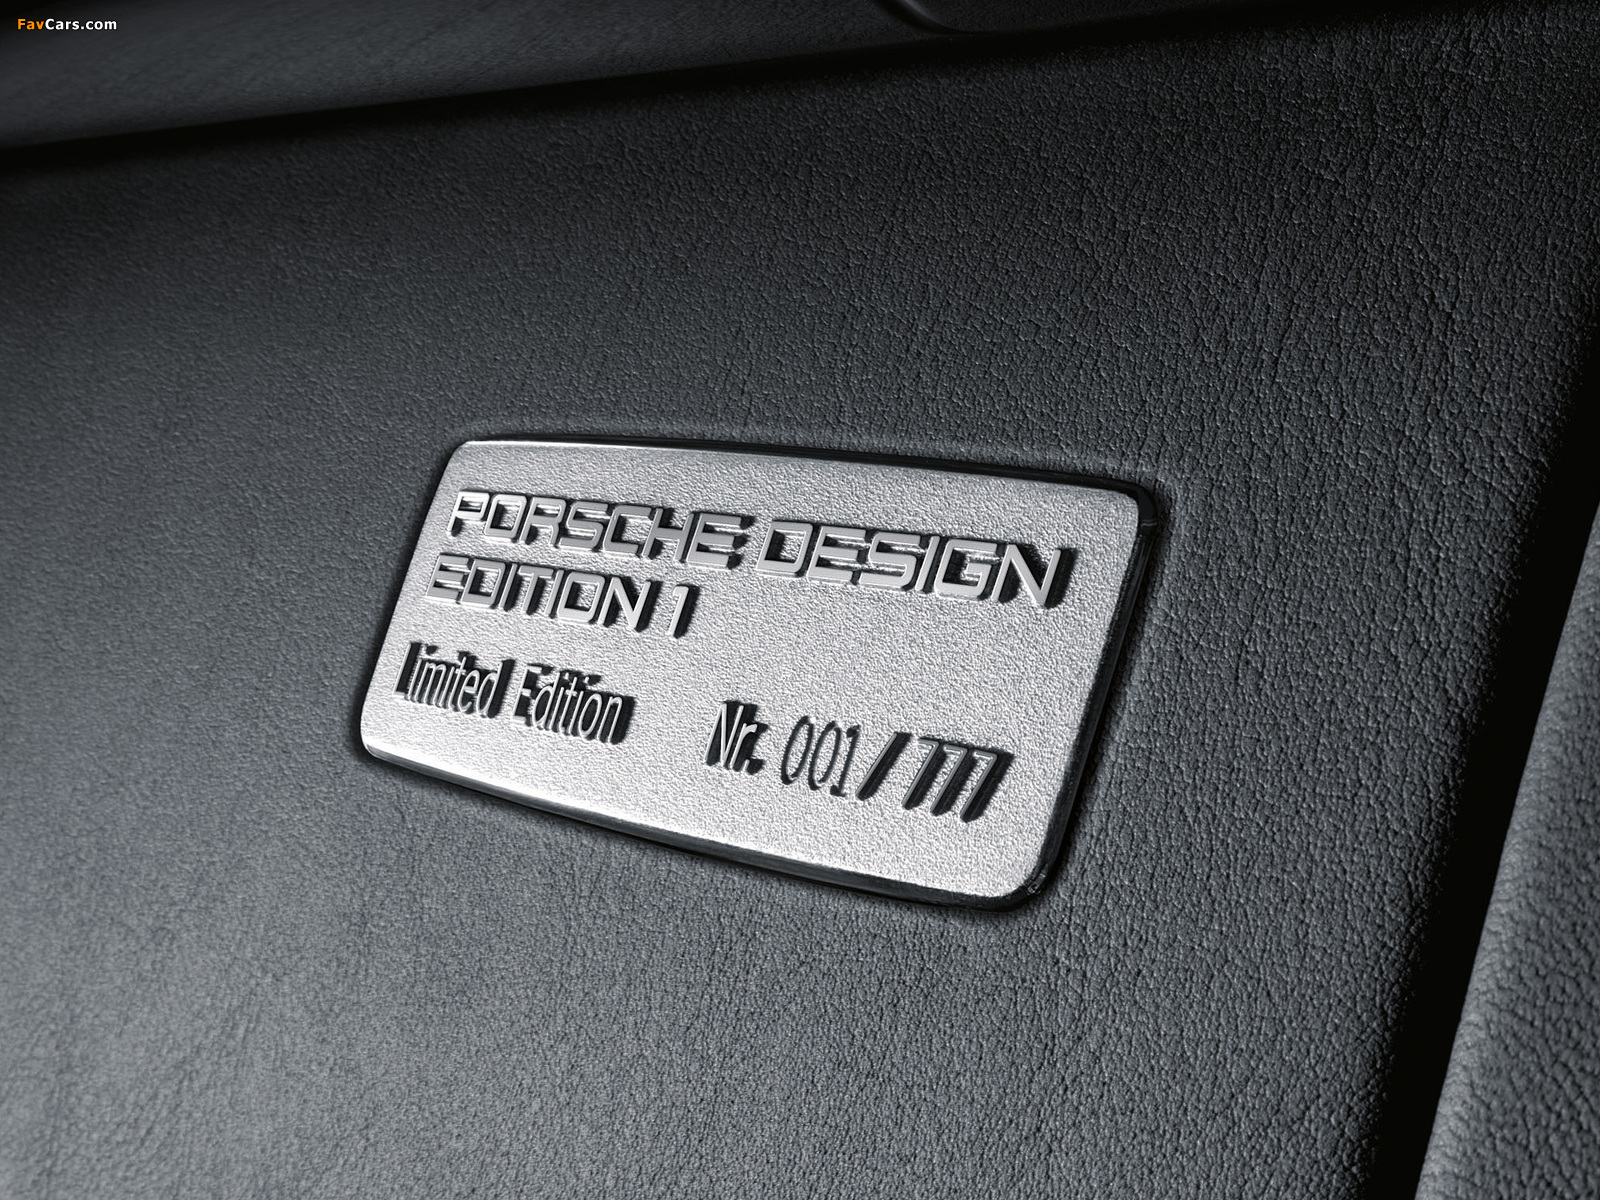 FavCars.com
PORSCHE DESIGN
EDITION 1
Limited Edition Nr. 001/777